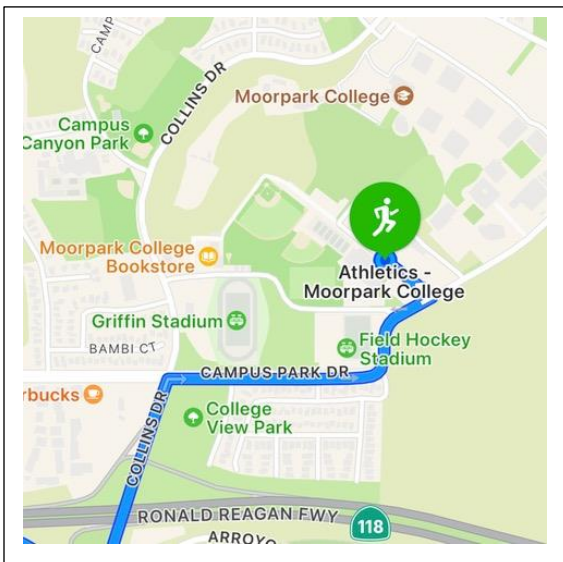 CAMP
COLLINS DR
Moorpark College
Campus
Canyon Park
Moorpark College
Bookstore
Athletics -
Moorpark College
Griffin Stadium
Field Hockey
Stadium
BAMBI CT
CAMPUS PARK DR
rbucks
COLLINS DR
College
View Park
RONALD REAGAN FWY
118
ARROYO